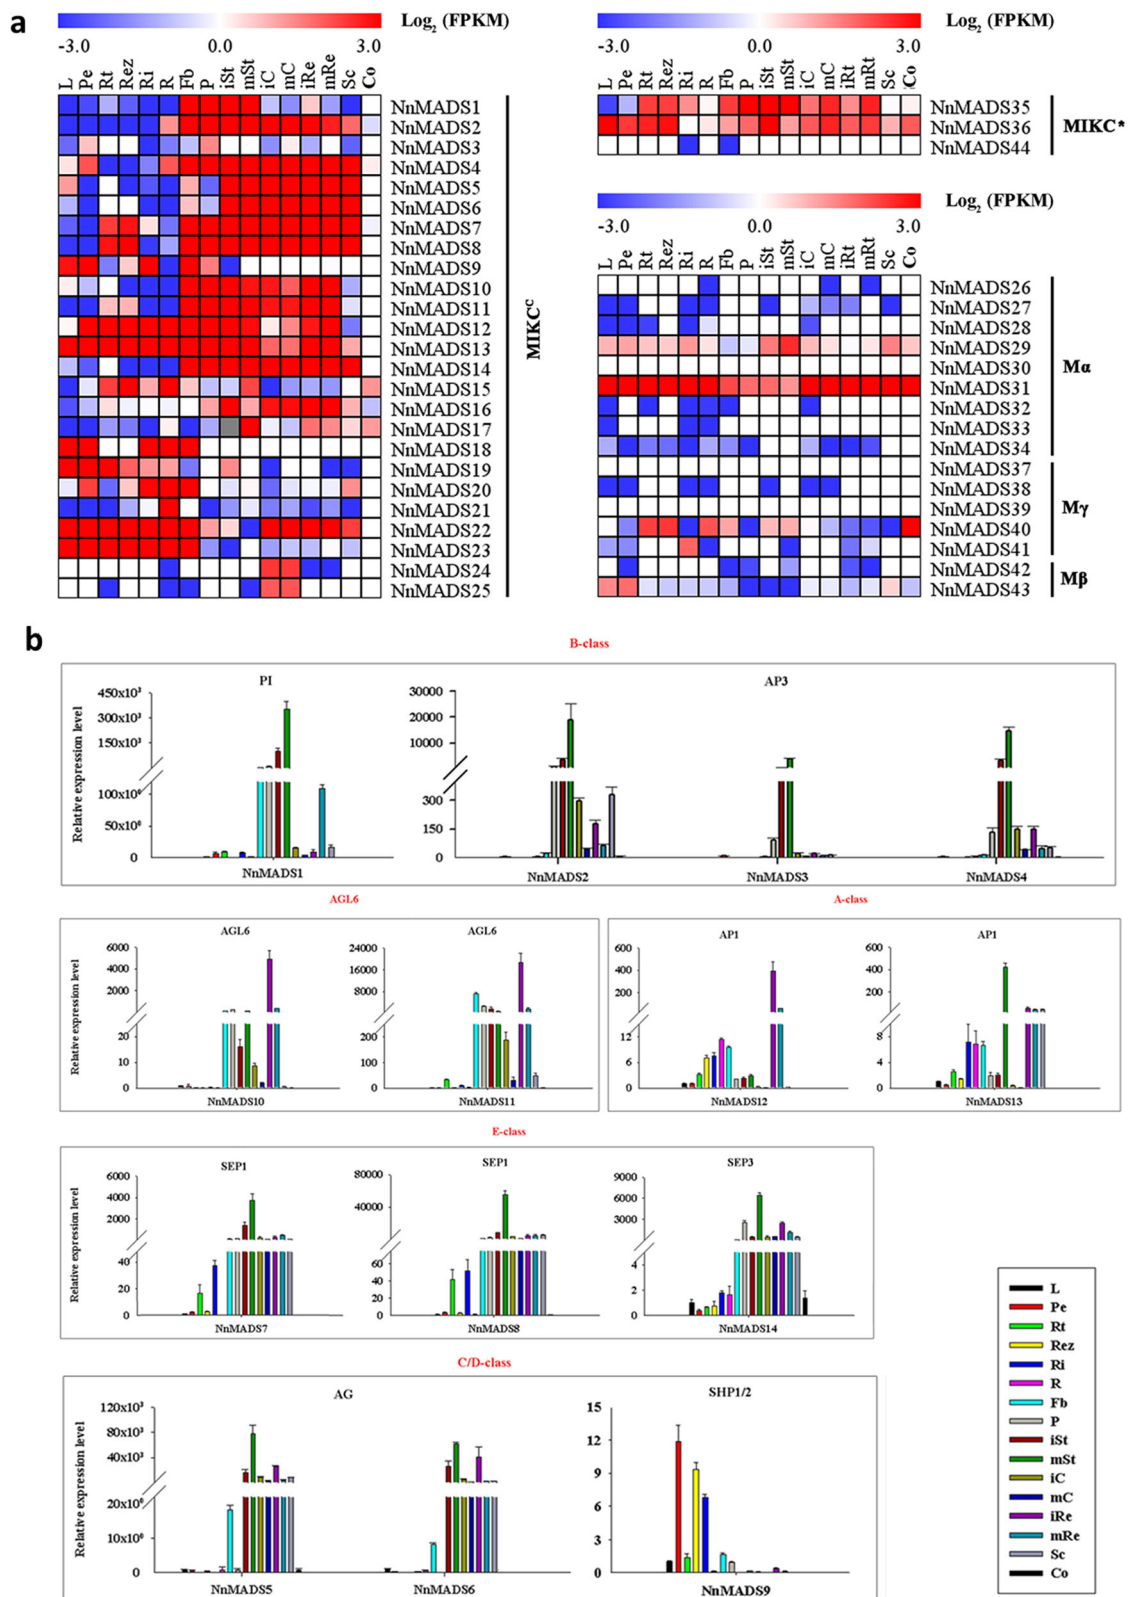 a
Log2 (FPKM)
-3.0 0.0 3.0
L Pe Rt Rez Ri R Fb P iSt mSt iC mC iRe mRe Sc Co
NnMADS1
NnMADS2
NnMADS3
NnMADS4
NnMADS5
NnMADS6
NnMADS7
NnMADS8
NnMADS9
NnMADS10
NnMADS11
NnMADS12
NnMADS13
NnMADS14
NnMADS15
NnMADS16
NnMADS17
NnMADS18
NnMADS19
NnMADS20
NnMADS21
NnMADS22
NnMADS23
NnMADS24
NnMADS25
MIKCᶜ
Log2 (FPKM)
-3.0 0.0 3.0
L Pe Rt Rez Ri R Fb P iSt mSt iC mC iRt mRt Sc Co
NnMADS35
NnMADS36
NnMADS44
MIKC*
Log2 (FPKM)
-3.0 0.0 3.0
L Pe Rt Rez Ri R Fb P iSt mSt iC mC iRt mRt Sc Co
NnMADS26
NnMADS27
NnMADS28
NnMADS29
NnMADS30
NnMADS31
NnMADS32
NnMADS33
NnMADS34
Mα
NnMADS37
NnMADS38
NnMADS39
NnMADS40
NnMADS41
Mγ
NnMADS42
NnMADS43
Mβ
b
B-class
PI
Relative expression level
450x10³
300x10³
150x10³
100x10⁶
50x10⁶
0
NnMADS1
AP3
30000
20000
10000
300
150
0
NnMADS2 NnMADS3 NnMADS4
AGL6
AGL6
Relative expression level
6000
4000
2000
20
10
0
NnMADS10
AGL6
24000
16000
8000
200
100
0
NnMADS11
A-class
AP1
600
400
200
12
6
0
NnMADS12
AP1
600
400
200
8
4
0
NnMADS13
E-class
SEP1
Relative expression level
6000
4000
2000
40
20
0
NnMADS7
SEP1
80000
40000
60
40
20
0
NnMADS8
SEP3
9000
6000
3000
4
2
0
NnMADS14
C/D-class
AG
Relative expression level
120x10³
80x10³
40x10³
20x10⁶
10x10⁶
0
NnMADS5 NnMADS6
SHP1/2
15
12
9
6
3
0
NnMADS9
L
Pe
Rt
Rez
Ri
R
Fb
P
iSt
mSt
iC
mC
iRe
mRe
Sc
Co